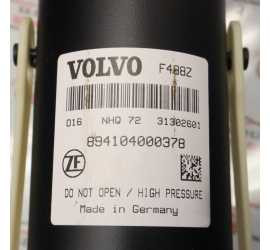 VOLVO F488Z
016 NHQ 72 31302601
894104000378
ZF
DO NOT OPEN / HIGH PRESSURE
Made in Germany